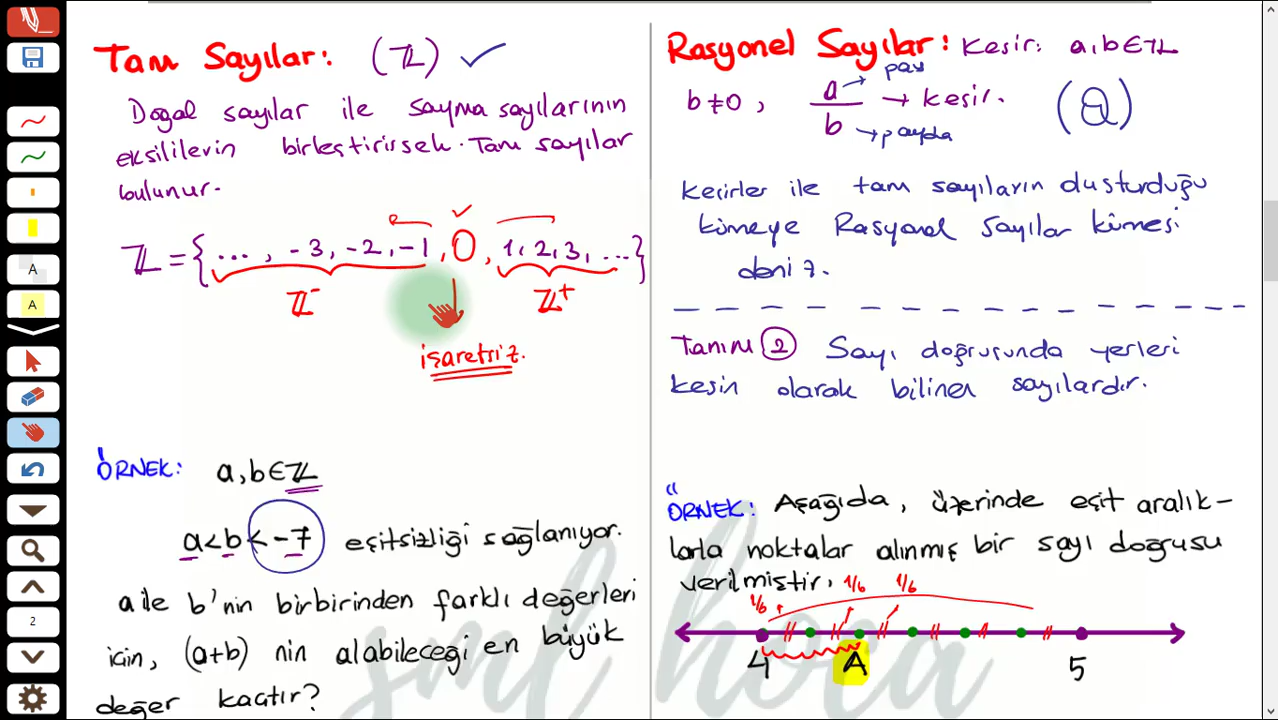 Tam Sayılar: (ℤ) ✓
Doğal sayılar ile sayma sayılarının
eksililerin birleştirirsek. Tam sayılar
bulunur.
ℤ = {..., -3, -2, -1, 0, 1, 2, 3, ...}
ℤ⁻ ℤ⁺
işaretsiz.
ÖRNEK: a, b ∈ ℤ
a < b < -7 eşitsizliği sağlanıyor.
a ile b'nin birbirinden farklı değerleri
için, (a+b) nin alabileceği en büyük
değer kaçtır?
Rasyonel Sayılar: Kesir: a, b ∈ ℤ
b ≠ 0, a/b → kesir. (ℚ)
→ pay
→ payda
Kesirler ile tam sayıların oluşturduğu
kümeye Rasyonel sayılar kümesi
denir.
Tanım 2 Sayı doğrusunda yerleri
kesin olarak bilinen sayılardır.
ÖRNEK: Aşağıda, üzerinde eşit aralık-
larla noktalar alınmış bir sayı doğrusu
verilmiştir.
1/6 1/6 1/6
4 A 5
A
A
2
sml hoca